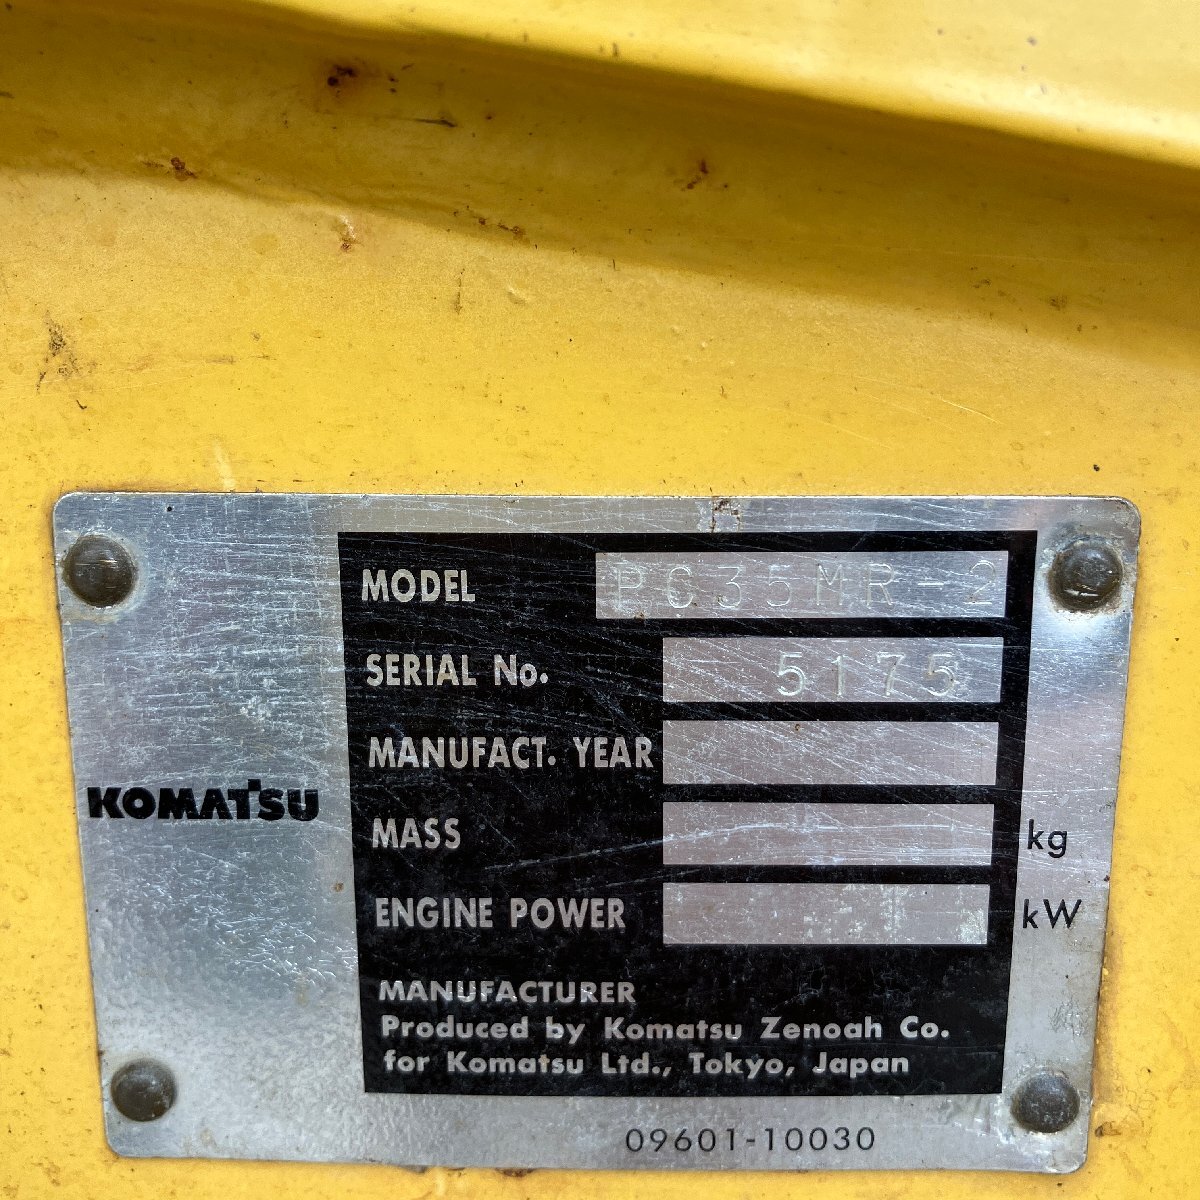 MODEL PC35MR-2
SERIAL No. 5175
MANUFACT. YEAR
MASS kg
ENGINE POWER kW
KOMATSU
MANUFACTURER
Produced by Komatsu Zenoah Co.
for Komatsu Ltd., Tokyo, Japan
09601-10030